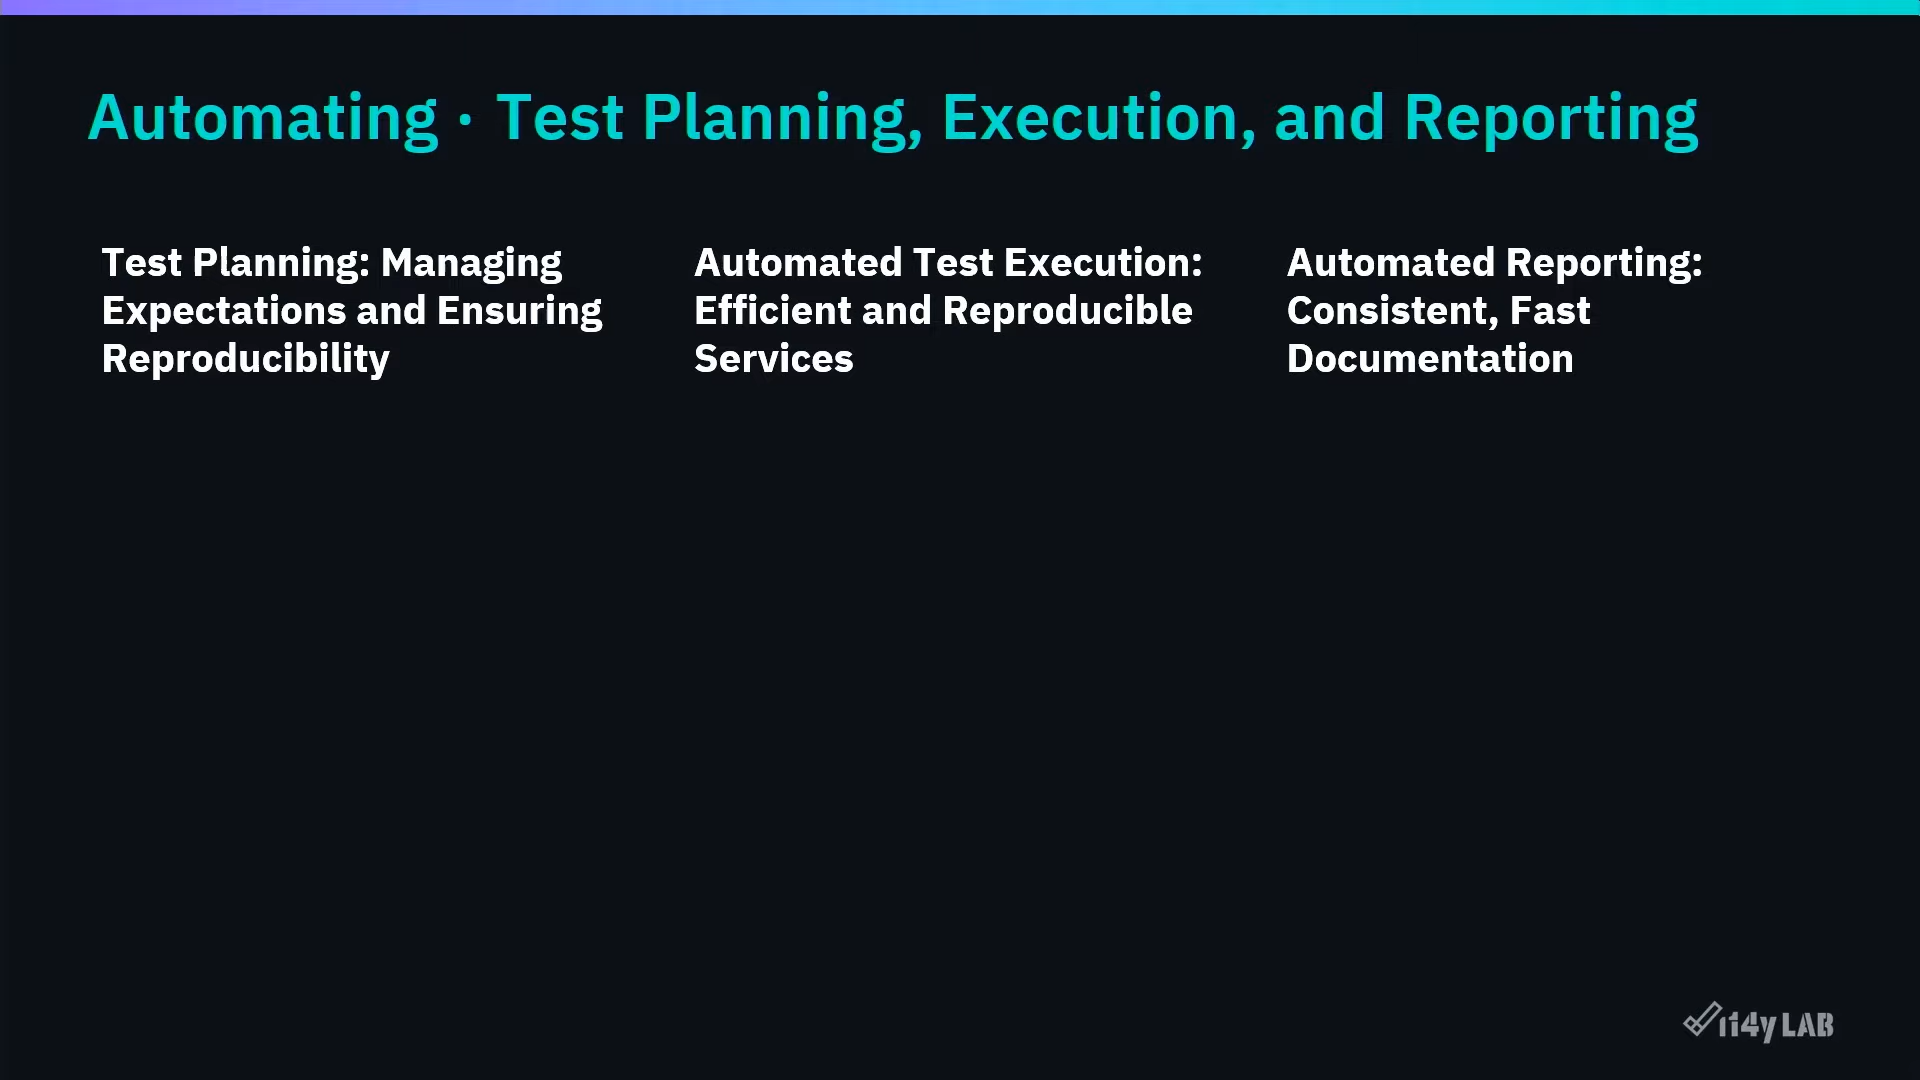 Automating · Test Planning, Execution, and Reporting
Test Planning: Managing
Expectations and Ensuring
Reproducibility
Automated Test Execution:
Efficient and Reproducible
Services
Automated Reporting:
Consistent, Fast
Documentation
i14y LAB